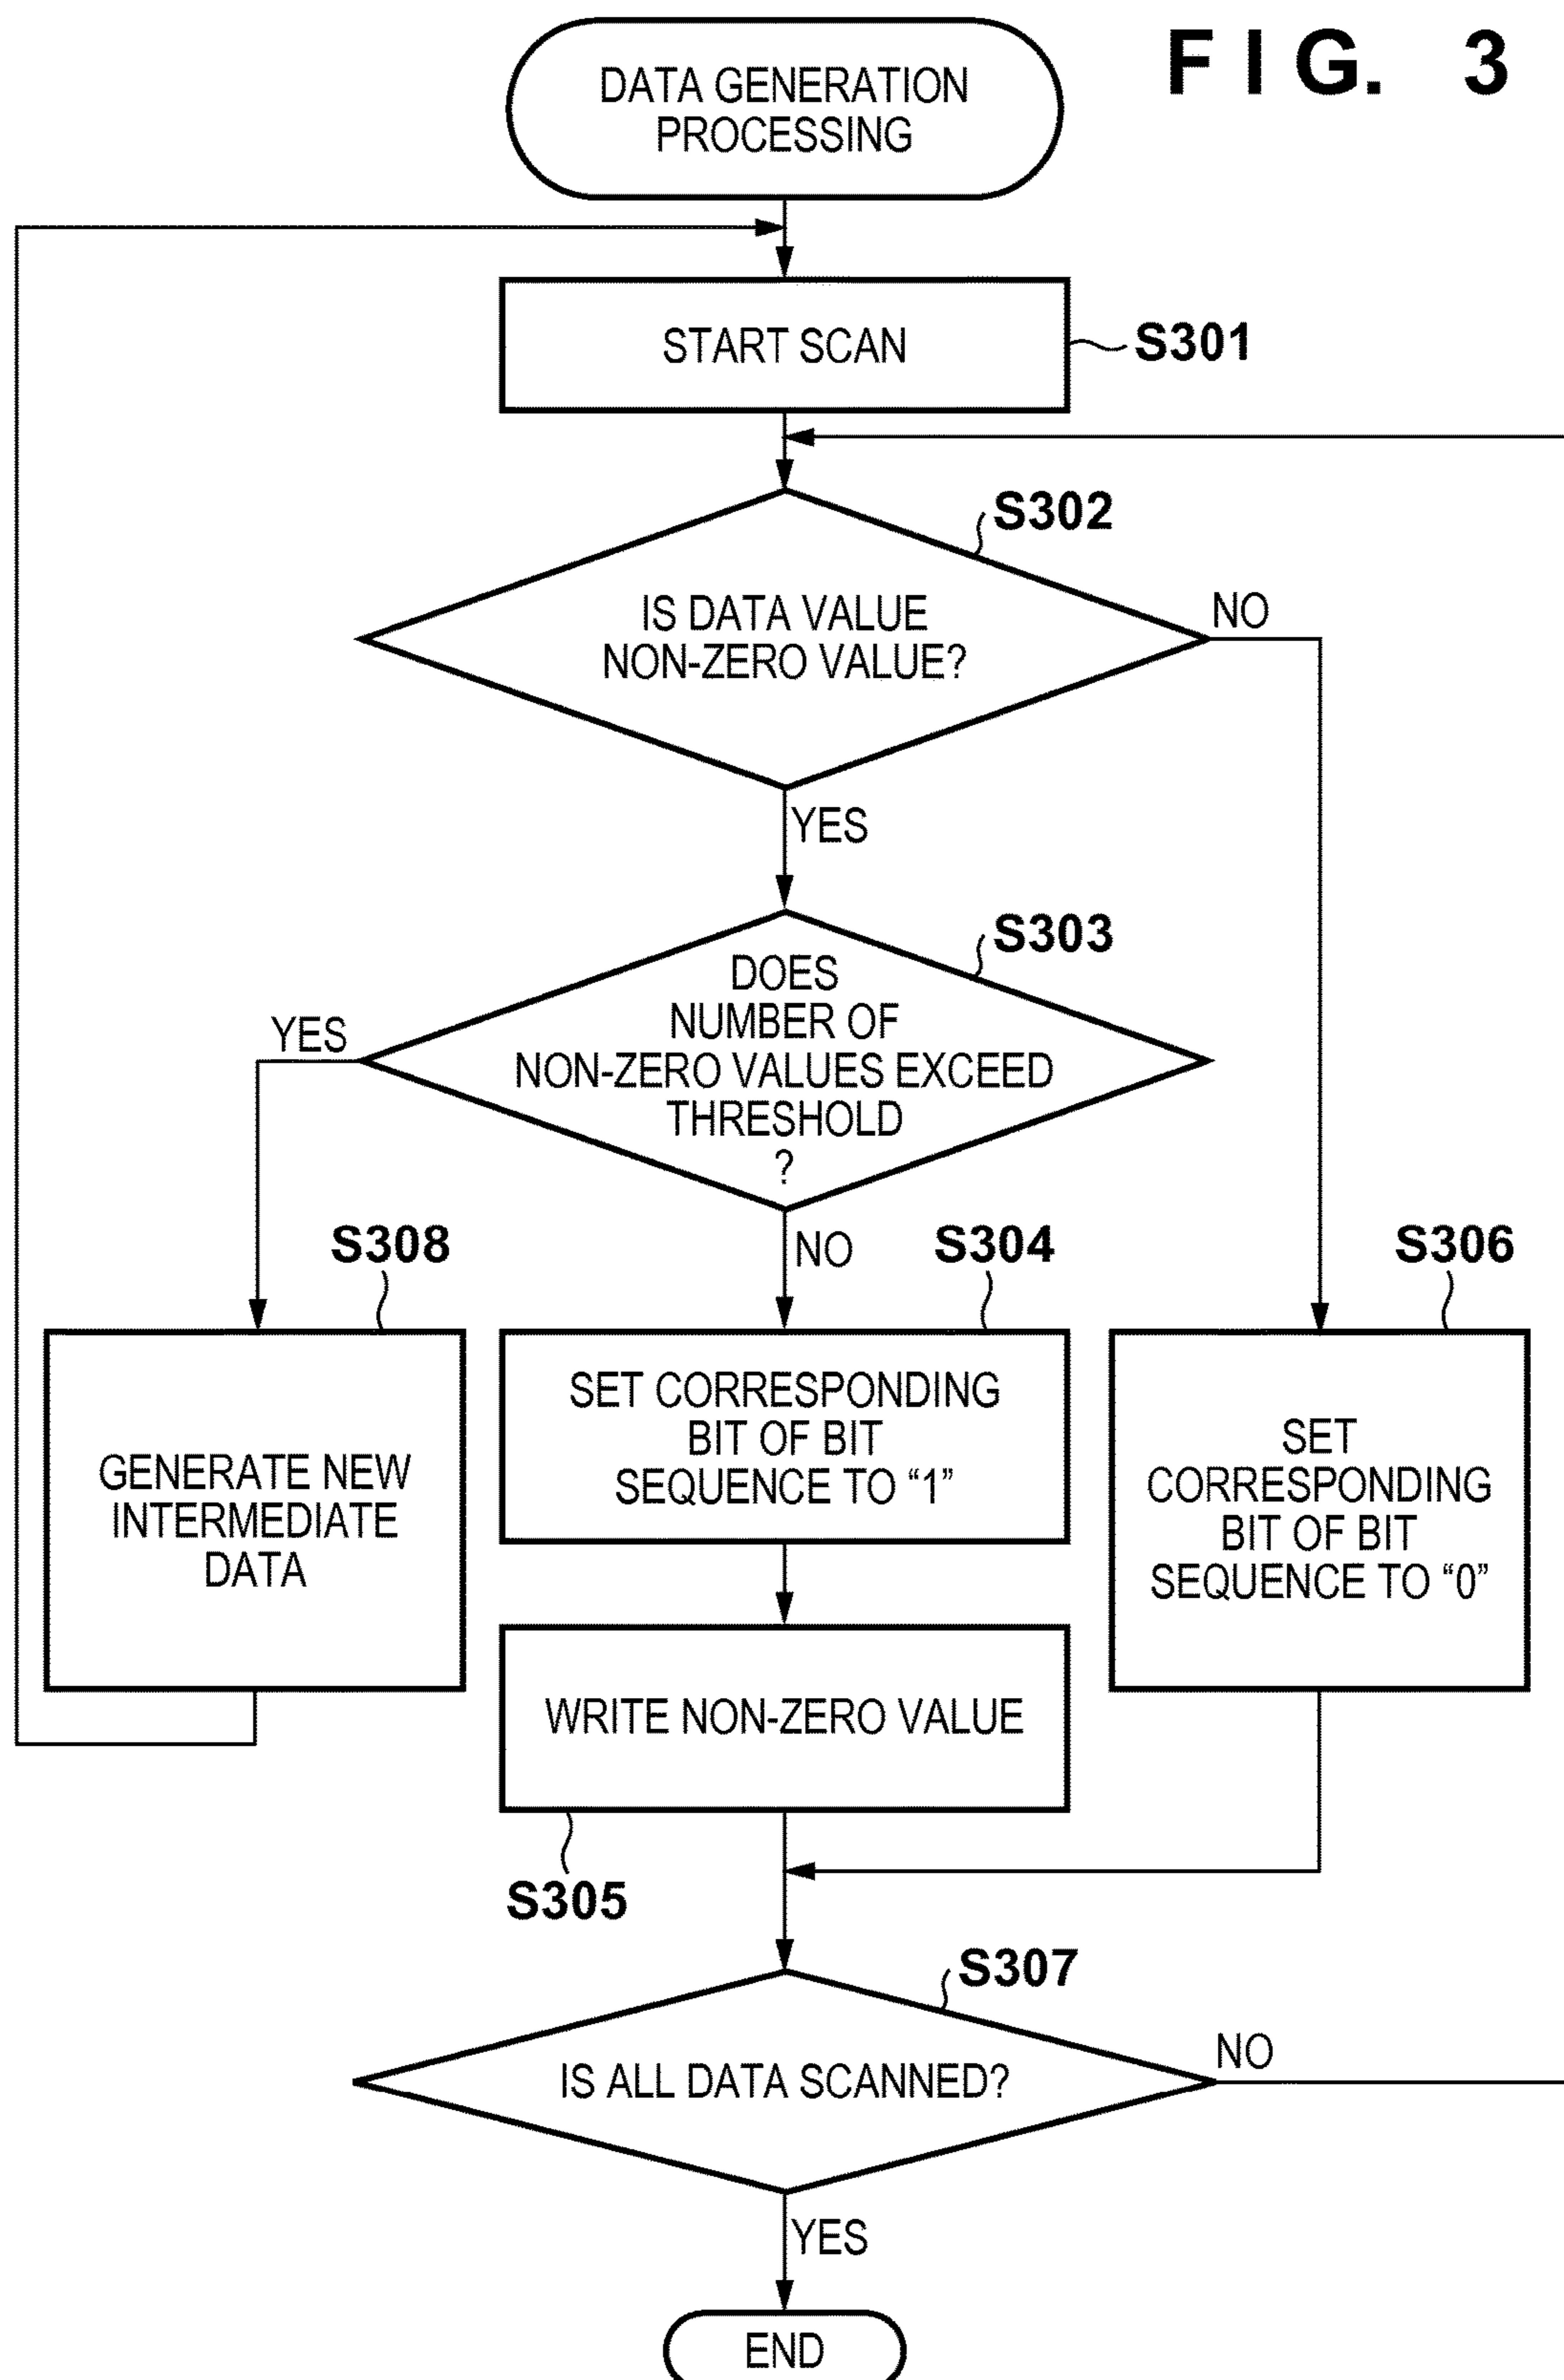 FIG. 3
DATA GENERATION
PROCESSING
START SCAN
S301
S302
IS DATA VALUE
NON-ZERO VALUE?
NO
YES
S303
DOES
NUMBER OF
NON-ZERO VALUES EXCEED
THRESHOLD
?
YES
NO
S308
S304
S306
GENERATE NEW
INTERMEDIATE
DATA
SET CORRESPONDING
BIT OF BIT
SEQUENCE TO “1”
SET
CORRESPONDING
BIT OF BIT
SEQUENCE TO “0”
WRITE NON-ZERO VALUE
S305
S307
IS ALL DATA SCANNED?
NO
YES
END